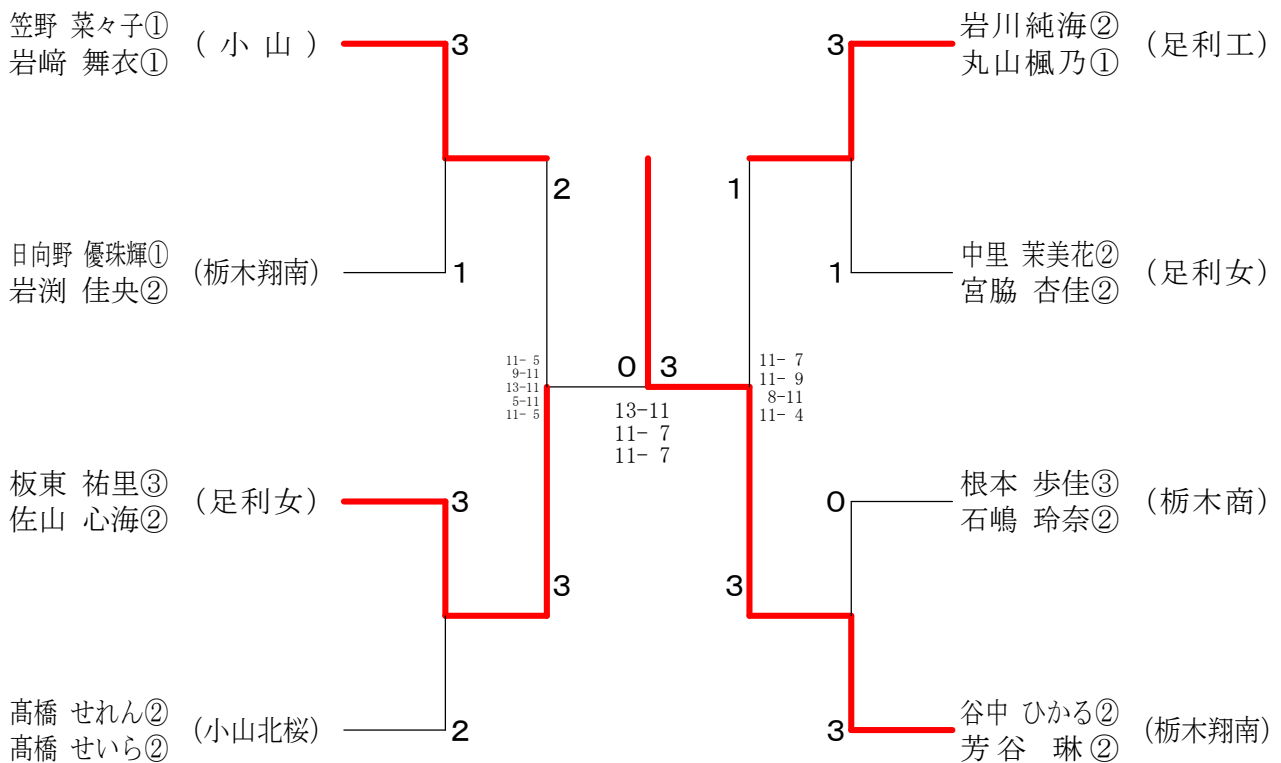 笠野 菜々子①
岩﨑 舞衣①
(小山)
3
岩川純海②
丸山楓乃①
(足利工)
3
2
1
日向野 優珠輝①
岩渕 佳央②
(栃木翔南)
1
中里 茉美花②
宮脇 杏佳②
(足利女)
1
11- 5
9-11
13-11
5-11
11- 5
0 3
13-11
11- 7
11- 7
11- 7
11- 9
8-11
11- 4
板東 祐里③
佐山 心海②
(足利女)
3
根本 歩佳③
石嶋 玲奈②
(栃木商)
0
3
3
髙橋 せれん②
髙橋 せいら②
(小山北桜)
2
谷中 ひかる②
芳谷 琳②
(栃木翔南)
3